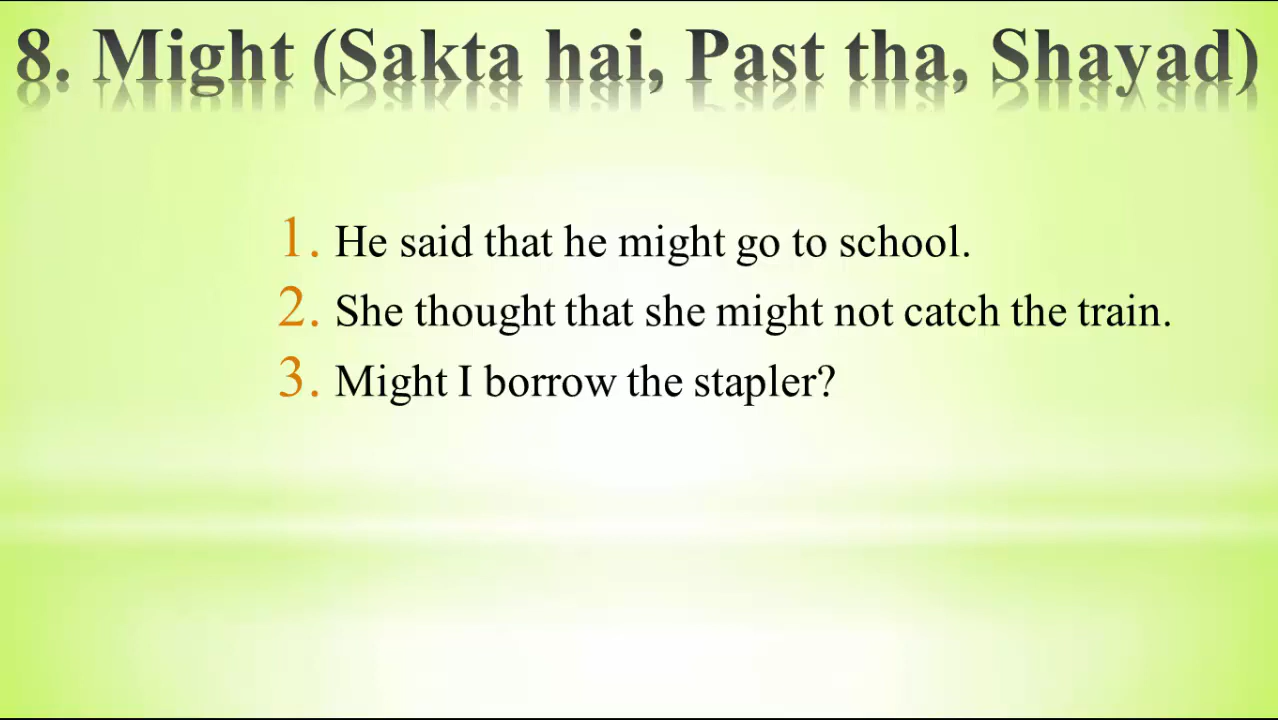 8. Might (Sakta hai, Past tha, Shayad)
1. He said that he might go to school.
2. She thought that she might not catch the train.
3. Might I borrow the stapler?